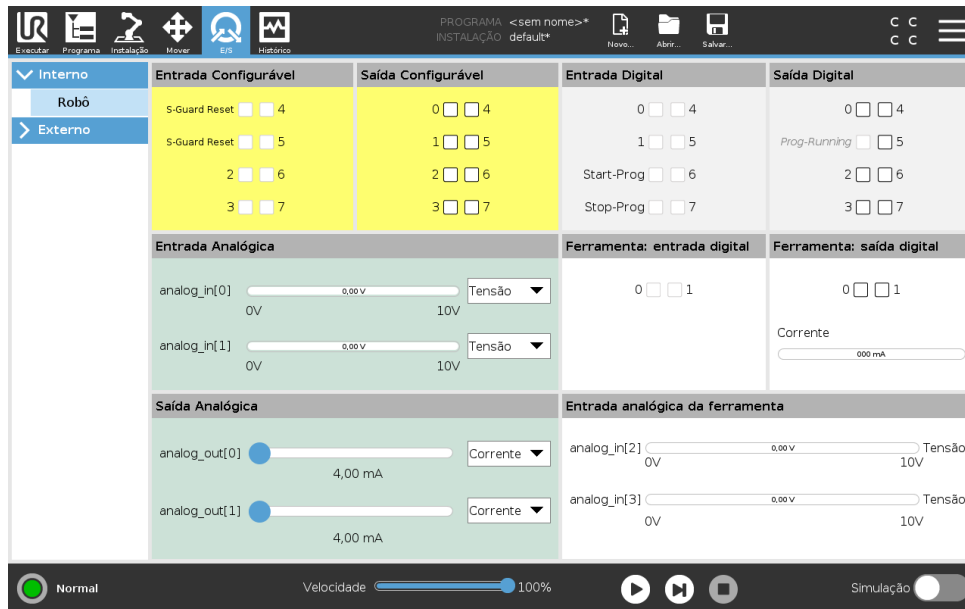 UR
PROGRAMA <sem nome>*
INSTALAÇÃO default*
C C
C C
Executar Programa Instalação Mover E/S Histórico Novo... Abrir... Salvar...
Interno
Robô
Externo
Entrada Configurável
S-Guard Reset 4
S-Guard Reset 5
2 6
3 7
Saída Configurável
0 4
1 5
2 6
3 7
Entrada Digital
0 4
1 5
Start-Prog 6
Stop-Prog 7
Saída Digital
0 4
Prog-Running 5
2 6
3 7
Entrada Analógica
analog_in[0] 0,00 V Tensão
0V 10V
analog_in[1] 0,00 V Tensão
0V 10V
Ferramenta: entrada digital
0 1
Ferramenta: saída digital
0 1
Corrente
000 mA
Saída Analógica
analog_out[0] Corrente
4,00 mA
analog_out[1] Corrente
4,00 mA
Entrada analógica da ferramenta
analog_in[2] 0,00 V Tensão
0V 10V
analog_in[3] 0,00 V Tensão
0V 10V
Normal Velocidade 100% Simulação